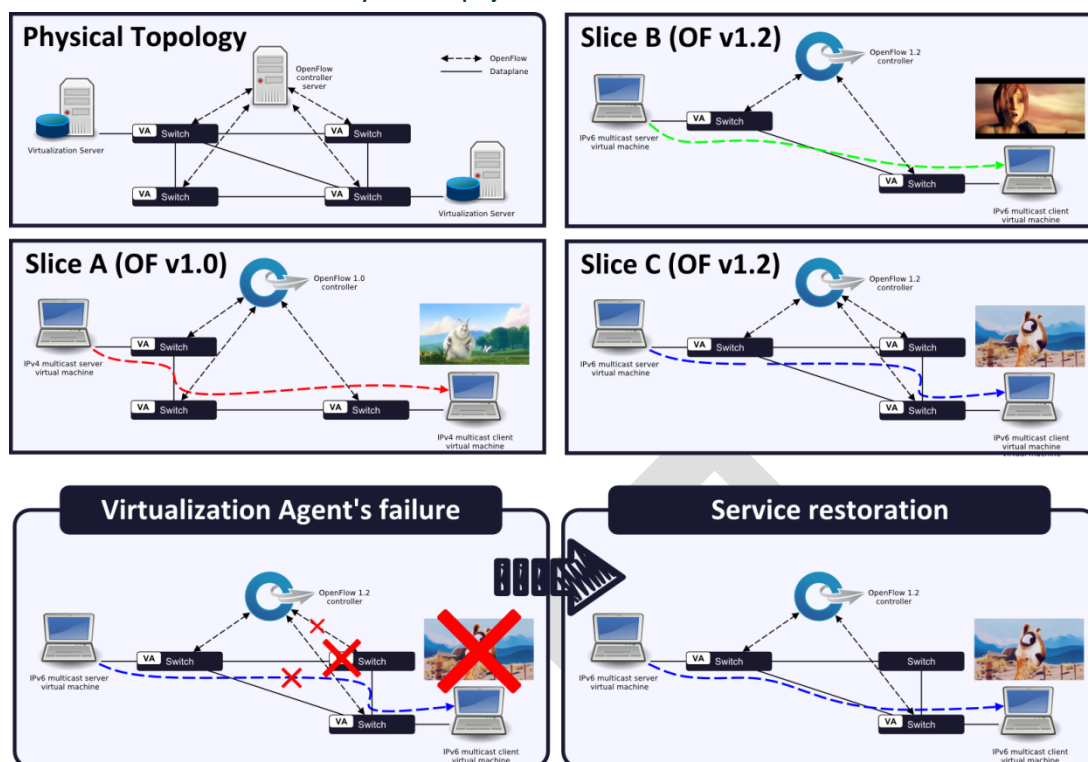 Physical Topology
OpenFlow
controller
server
OpenFlow
Dataplane
VA Switch
VA Switch
Virtualization Server
VA Switch
VA Switch
Virtualization Server
Slice B (OF v1.2)
OpenFlow 1.2
controller
VA Switch
IPv6 multicast server
virtual machine
VA Switch
IPv6 multicast client
virtual machine
Slice A (OF v1.0)
OpenFlow 1.0
controller
VA Switch
IPv4 multicast server
virtual machine
VA Switch
VA Switch
IPv4 multicast client
virtual machine
Slice C (OF v1.2)
OpenFlow 1.2
controller
VA Switch
VA Switch
IPv6 multicast server
virtual machine
VA Switch
IPv6 multicast client
virtual machine
Virtualization Agent's failure
OpenFlow 1.2
controller
VA Switch
Switch
IPv6 multicast server
virtual machine
VA Switch
IPv6 multicast client
Service restoration
OpenFlow 1.2
controller
VA Switch
Switch
IPv6 multicast server
virtual machine
VA Switch
IPv6 multicast client